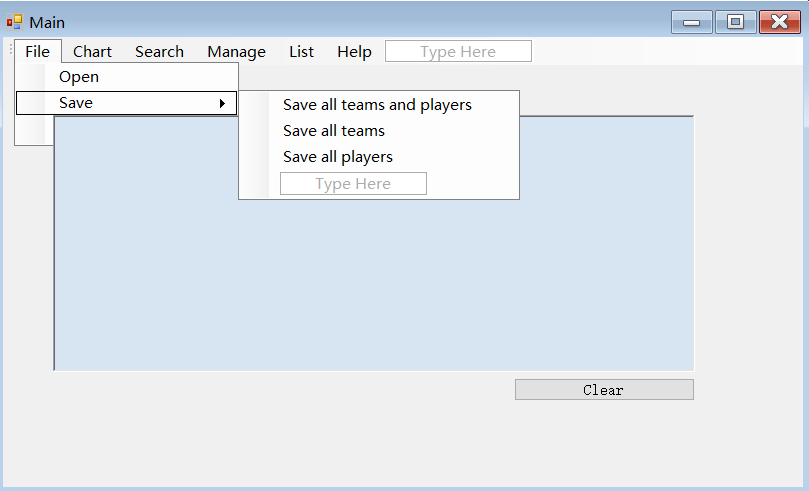 Main
File Chart Search Manage List Help Type Here
Open
Save
Save all teams and players
Save all teams
Save all players
Type Here
Clear